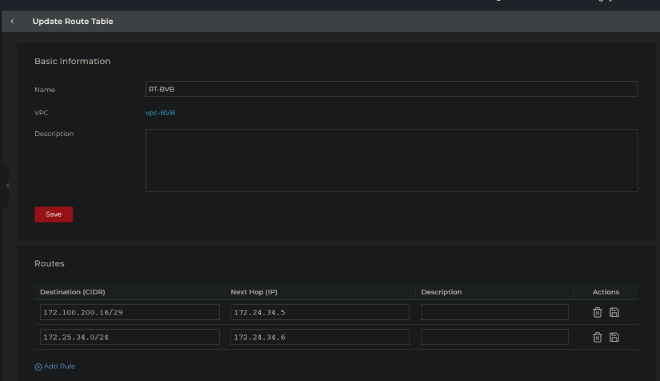 Update Route Table
Basic Information
Name RT-BVB
VPC vpc-BVB
Description
Save
Routes
Destination (CIDR) Next Hop (IP) Description Actions
172.100.200.16/29 172.24.34.5
172.25.34.0/24 172.24.34.6
Add Rule